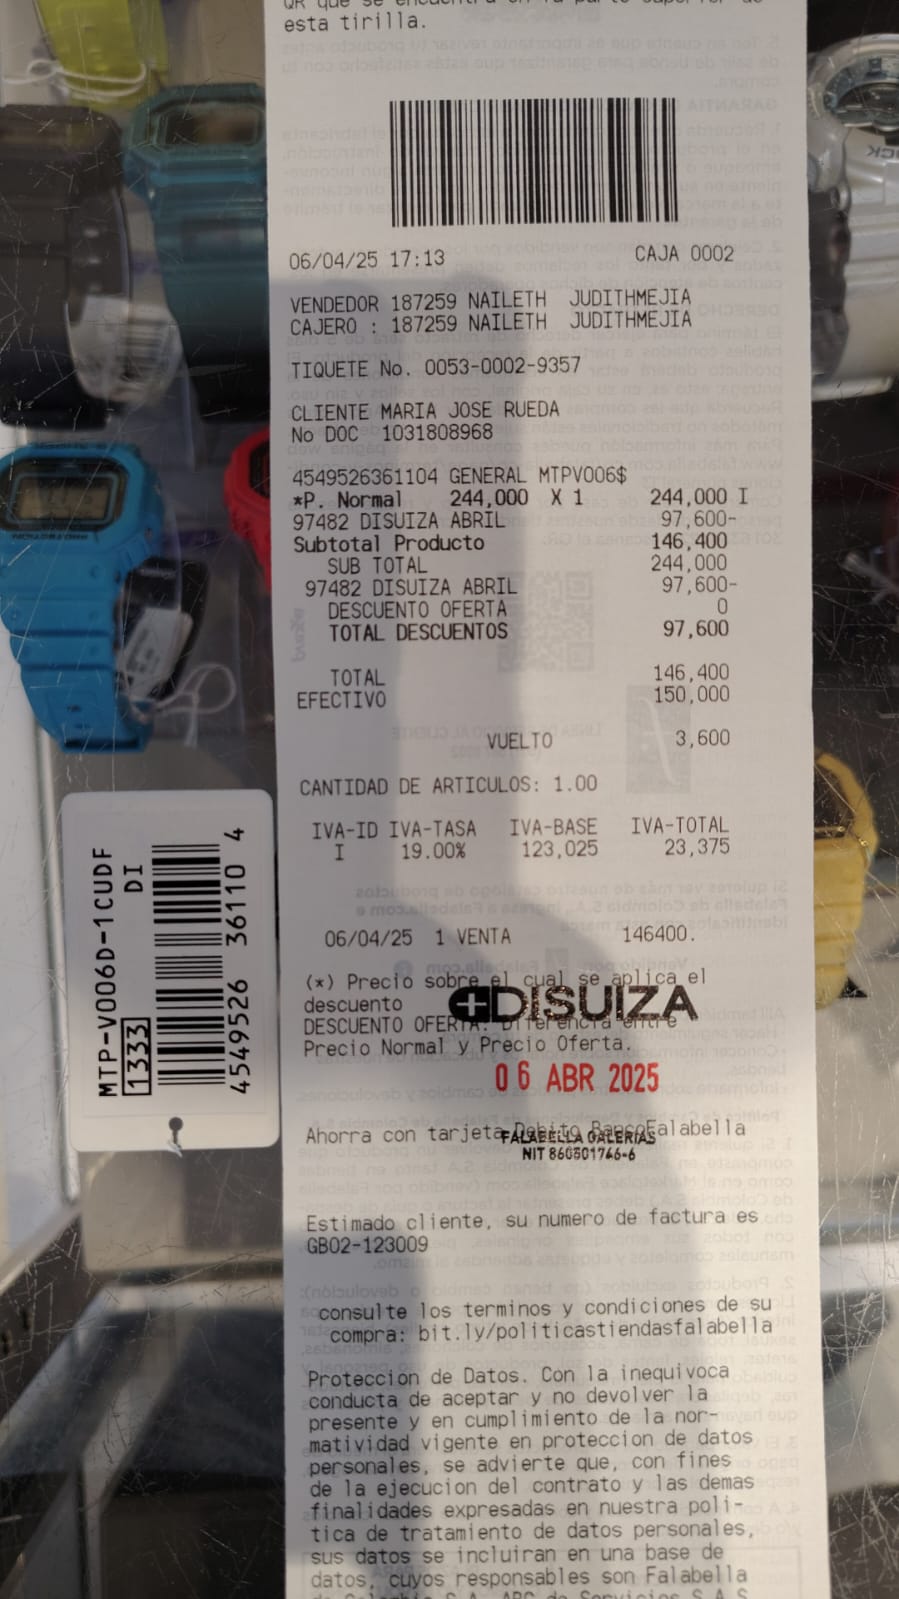 esta tirilla.
06/04/25 17:13 CAJA 0002
VENDEDOR 187259 NAILETH JUDITHMEJIA
CAJERO : 187259 NAILETH JUDITHMEJIA
TIQUETE No. 0053-0002-9357
CLIENTE MARIA JOSE RUEDA
No DOC 1031808968
4549526361104 GENERAL MTPV006$
*P. Normal 244,000 X 1 244,000 I
97482 DISUIZA ABRIL 97,600-
Subtotal Producto 146,400
SUB TOTAL 244,000
97482 DISUIZA ABRIL 97,600-
DESCUENTO OFERTA 0
TOTAL DESCUENTOS 97,600
TOTAL 146,400
EFECTIVO 150,000
VUELTO 3,600
CANTIDAD DE ARTICULOS: 1.00
IVA-ID IVA-TASA IVA-BASE IVA-TOTAL
I 19.00% 123,025 23,375
06/04/25 1 VENTA 146400.
(*) Precio sobre el cual se aplica el
descuento
DISUIZA
DESCUENTO OFERTA: Diferencia entre
Precio Normal y Precio Oferta.
06 ABR 2025
Ahorra con tarjeta Debito BancoFalabella
FALABELLA GALERIAS
NIT 860501746-6
Estimado cliente, su numero de factura es
GB02-123009
consulte los terminos y condiciones de su
compra: bit.ly/politicastiendasfalabella
Proteccion de Datos. Con la inequivoca
conducta de aceptar y no devolver la
presente y en cumplimiento de la nor-
matividad vigente en proteccion de datos
personales, se advierte que, con fines
de la ejecucion del contrato y las demas
finalidades expresadas en nuestra poli-
tica de tratamiento de datos personales,
sus datos se incluiran en una base de
datos, cuyos responsables son Falabella
MTP-V006D-1CUDF
DI
1333
4549526 36110 4